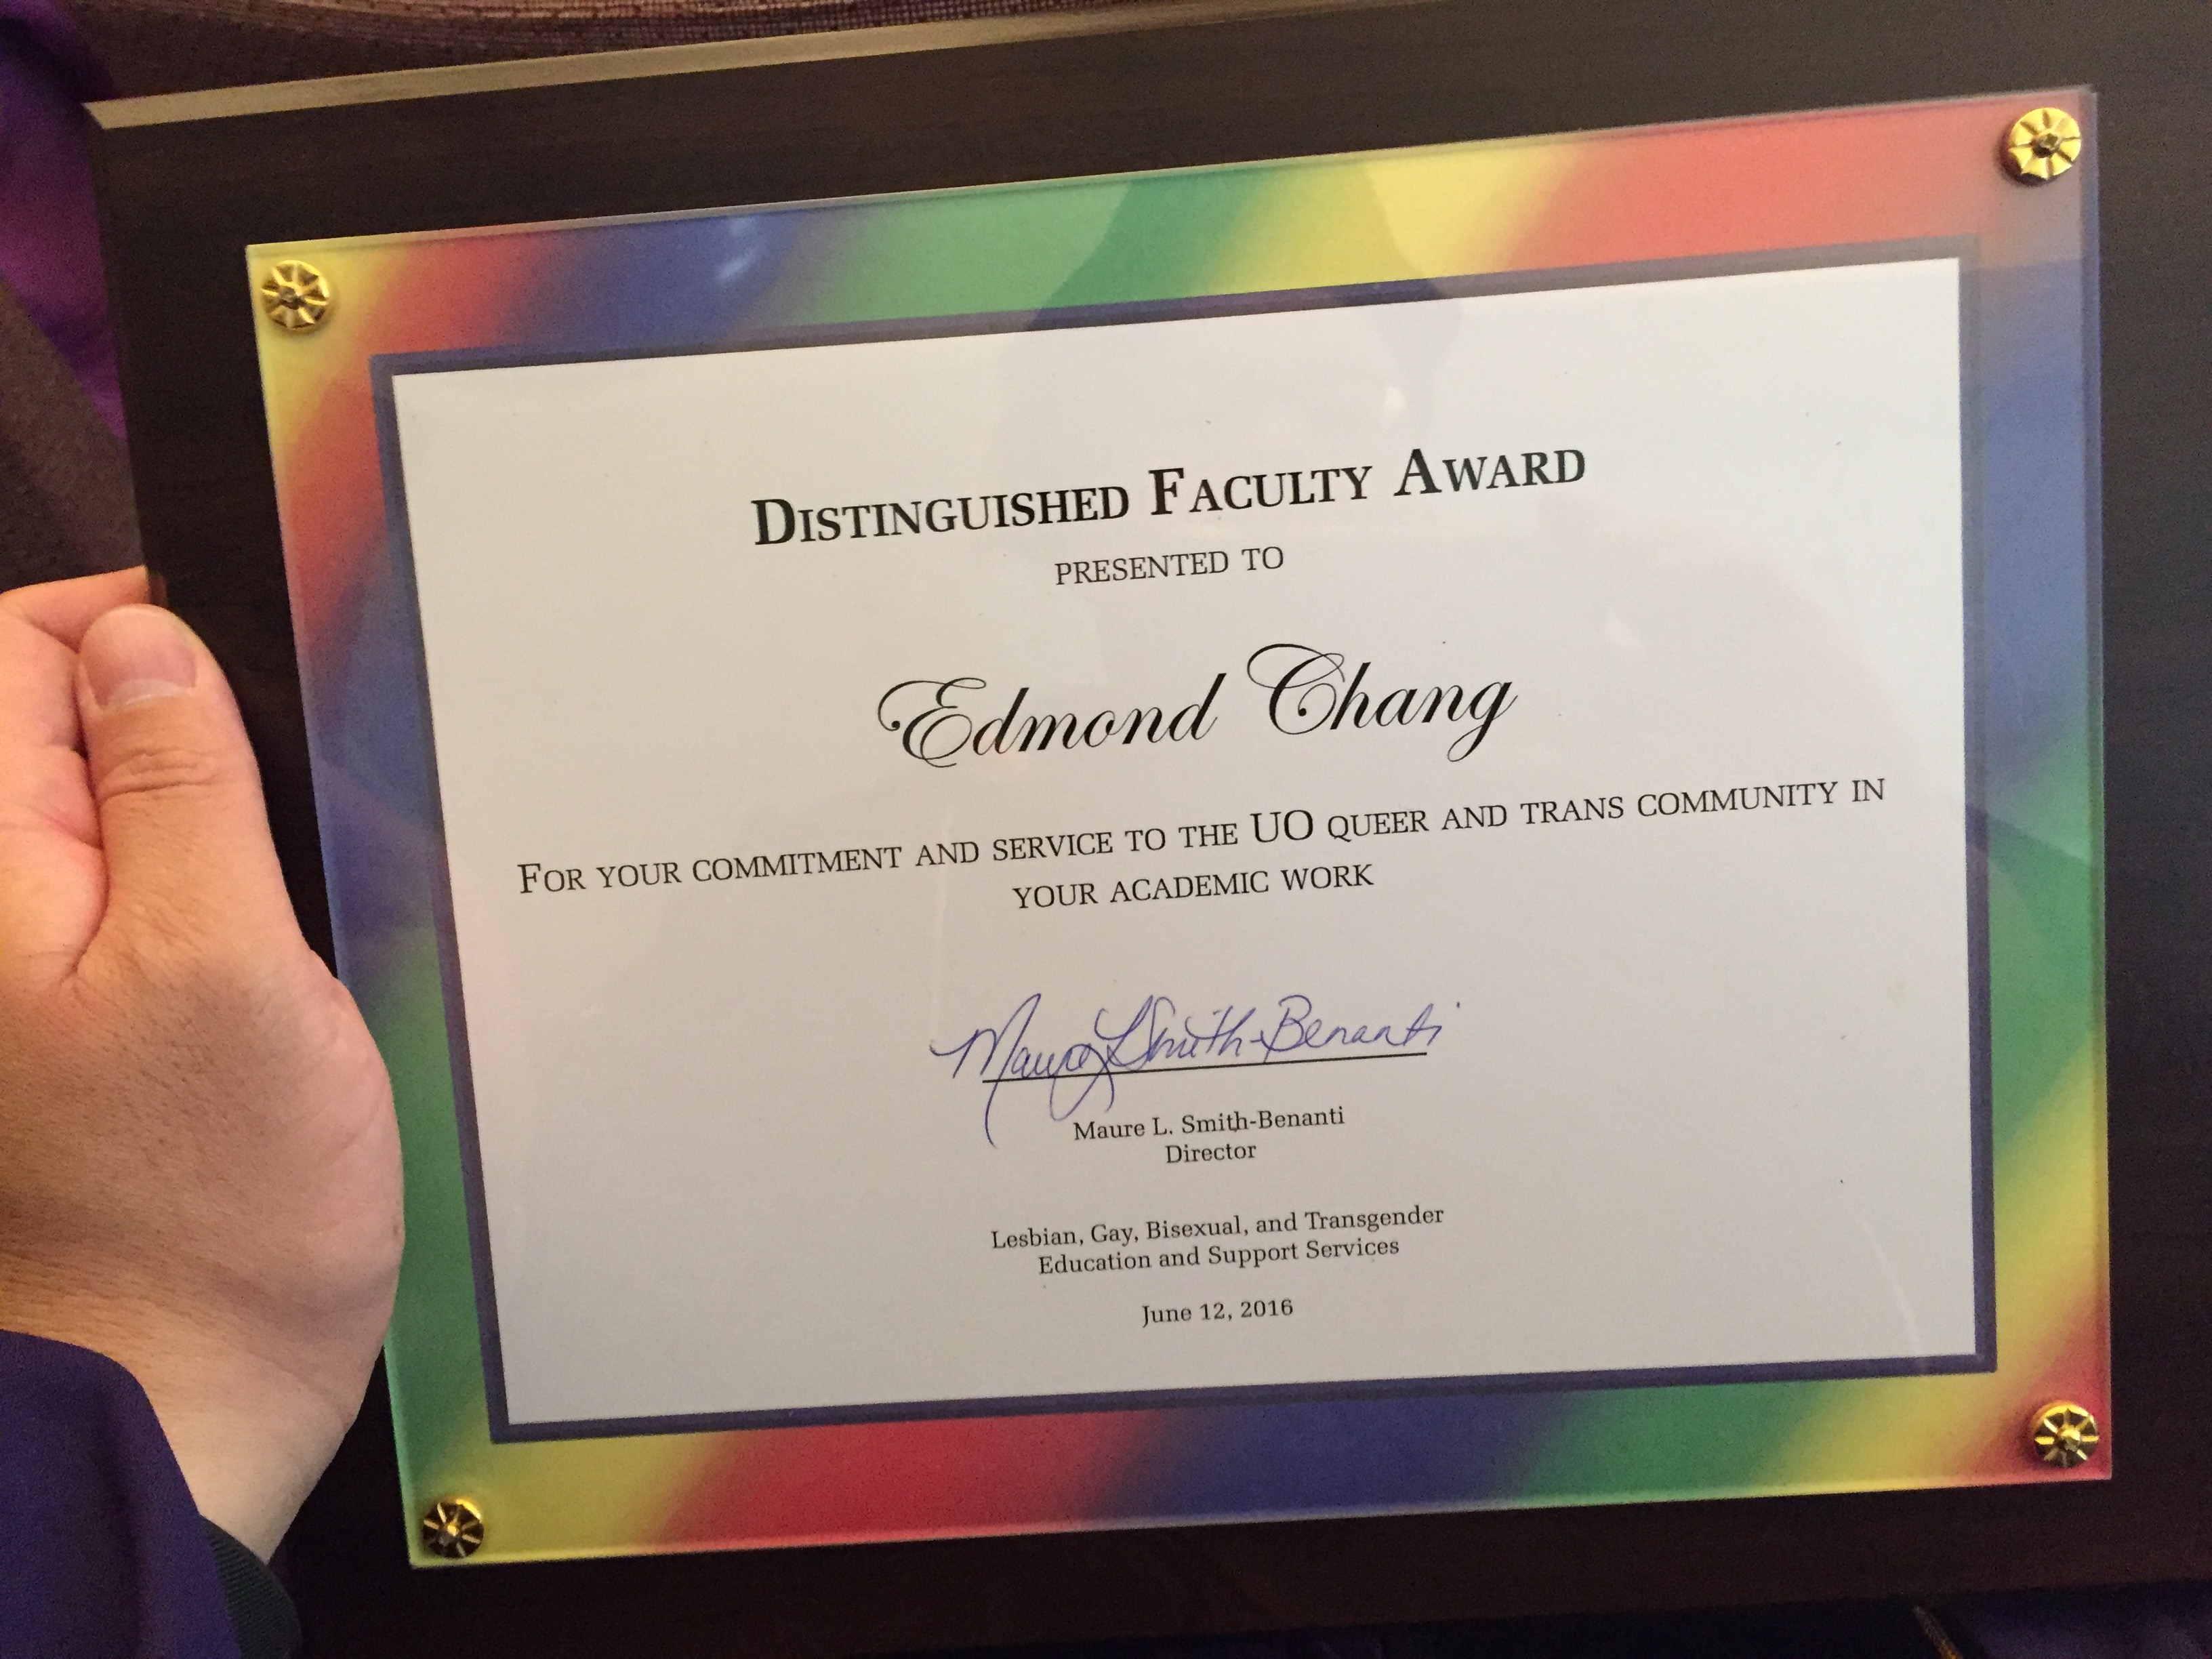 Distinguished Faculty Award
presented to
Edmond Chang
For your commitment and service to the UO queer and trans community in
your academic work
Maure L Smith-Benanti
Maure L. Smith-Benanti
Director
Lesbian, Gay, Bisexual, and Transgender
Education and Support Services
June 12, 2016